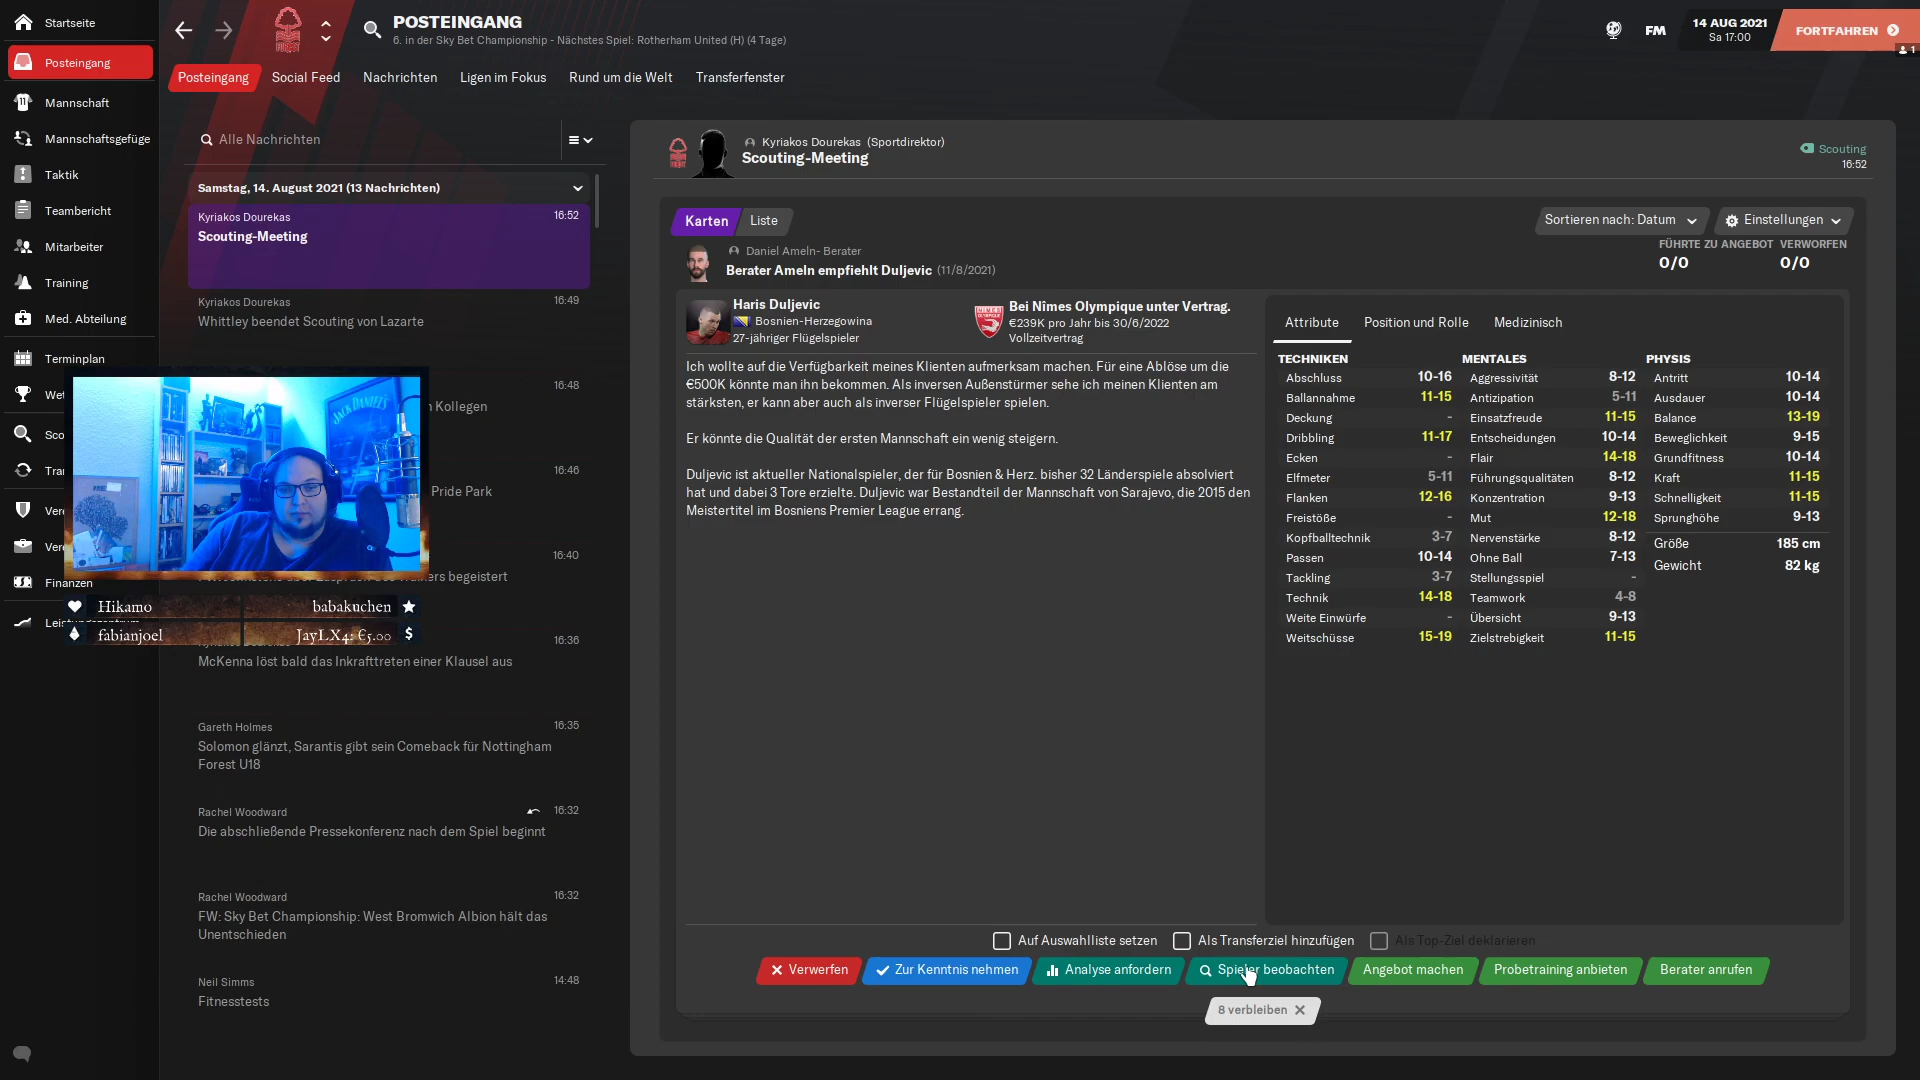 Startseite
Posteingang
Mannschaft
Mannschaftsgefüge
Taktik
Teambericht
Mitarbeiter
Training
Med. Abteilung
Terminplan
Finanzen
POSTEINGANG
6. in der Sky Bet Championship - Nächstes Spiel: Rotherham United (H) (4 Tage)
FM
14 AUG 2021
Sa 17:00
FORTFAHREN
1
Posteingang
Social Feed
Nachrichten
Ligen im Fokus
Rund um die Welt
Transferfenster
Alle Nachrichten
Samstag, 14. August 2021 (13 Nachrichten)
Kyriakos Dourekas 16:52
Scouting-Meeting
Kyriakos Dourekas 16:49
Whittley beendet Scouting von Lazarte
16:48
Kollegen
16:46
Pride Park
16:40
begeistert
16:36
McKenna löst bald das Inkrafttreten einer Klausel aus
Gareth Holmes 16:35
Solomon glänzt, Sarantis gibt sein Comeback für Nottingham
Forest U18
Rachel Woodward 16:32
Die abschließende Pressekonferenz nach dem Spiel beginnt
Rachel Woodward 16:32
FW: Sky Bet Championship: West Bromwich Albion hält das
Unentschieden
Neil Simms 14:48
Fitnesstests
JACK DANIEL'S
Hikamo babakuchen
fabianjoel JayLX4: €5.00 $
Kyriakos Dourekas (Sportdirektor)
Scouting-Meeting
Scouting
16:52
Karten Liste
Sortieren nach: Datum
Einstellungen
Daniel Ameln- Berater
Berater Ameln empfiehlt Duljevic (11/8/2021)
FÜHRTE ZU ANGEBOT VERWORFEN
0/0 0/0
Haris Duljevic
Bosnien-Herzegowina
27-jähriger Flügelspieler
Bei Nîmes Olympique unter Vertrag.
€239K pro Jahr bis 30/6/2022
Vollzeitvertrag
Ich wollte auf die Verfügbarkeit meines Klienten aufmerksam machen. Für eine Ablöse um die
€500K könnte man ihn bekommen. Als inversen Außenstürmer sehe ich meinen Klienten am
stärksten, er kann aber auch als inverser Flügelspieler spielen.
Er könnte die Qualität der ersten Mannschaft ein wenig steigern.
Duljevic ist aktueller Nationalspieler, der für Bosnien & Herz. bisher 32 Länderspiele absolviert
hat und dabei 3 Tore erzielte. Duljevic war Bestandteil der Mannschaft von Sarajevo, die 2015 den
Meistertitel im Bosniens Premier League errang.
Attribute Position und Rolle Medizinisch
TECHNIKEN
Abschluss 10-16
Ballannahme 11-15
Deckung -
Dribbling 11-17
Ecken -
Elfmeter 5-11
Flanken 12-16
Freistöße -
Kopfballtechnik 3-7
Passen 10-14
Tackling 3-7
Technik 14-18
Weite Einwürfe -
Weitschüsse 15-19
MENTALES
Aggressivität 8-12
Antizipation 5-11
Einsatzfreude 11-15
Entscheidungen 10-14
Flair 14-18
Führungsqualitäten 8-12
Konzentration 9-13
Mut 12-18
Nervenstärke 8-12
Ohne Ball 7-13
Stellungsspiel -
Teamwork 4-8
Übersicht 9-13
Zielstrebigkeit 11-15
PHYSIS
Antritt 10-14
Ausdauer 10-14
Balance 13-19
Beweglichkeit 9-15
Grundfitness 10-14
Kraft 11-15
Schnelligkeit 11-15
Sprunghöhe 9-13
Größe 185 cm
Gewicht 82 kg
Auf Auswahlliste setzen
Als Transferziel hinzufügen
Als Top-Ziel deklarieren
Verwerfen
Zur Kenntnis nehmen
Analyse anfordern
Spieler beobachten
Angebot machen
Probetraining anbieten
Berater anrufen
8 verbleiben